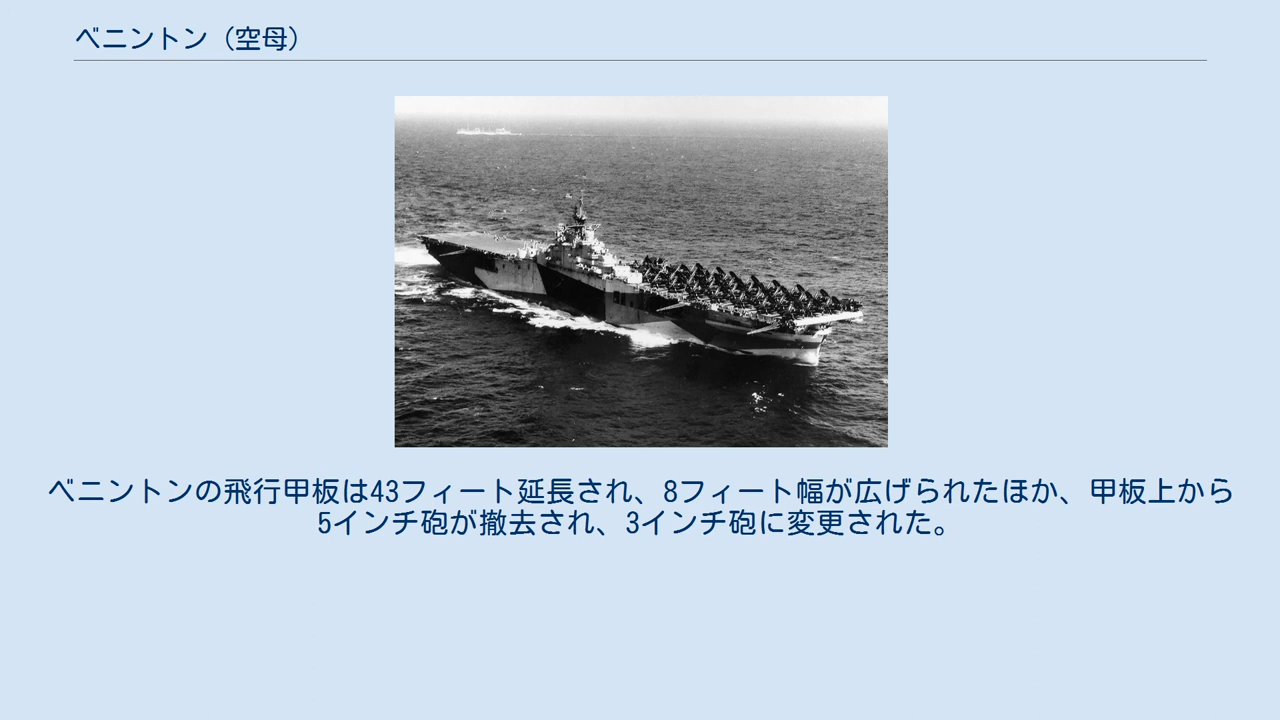 ベニントン（空母）
ベニントンの飛行甲板は43フィート延長され、8フィート幅が広げられたほか、甲板上から
5インチ砲が撤去され、3インチ砲に変更された。